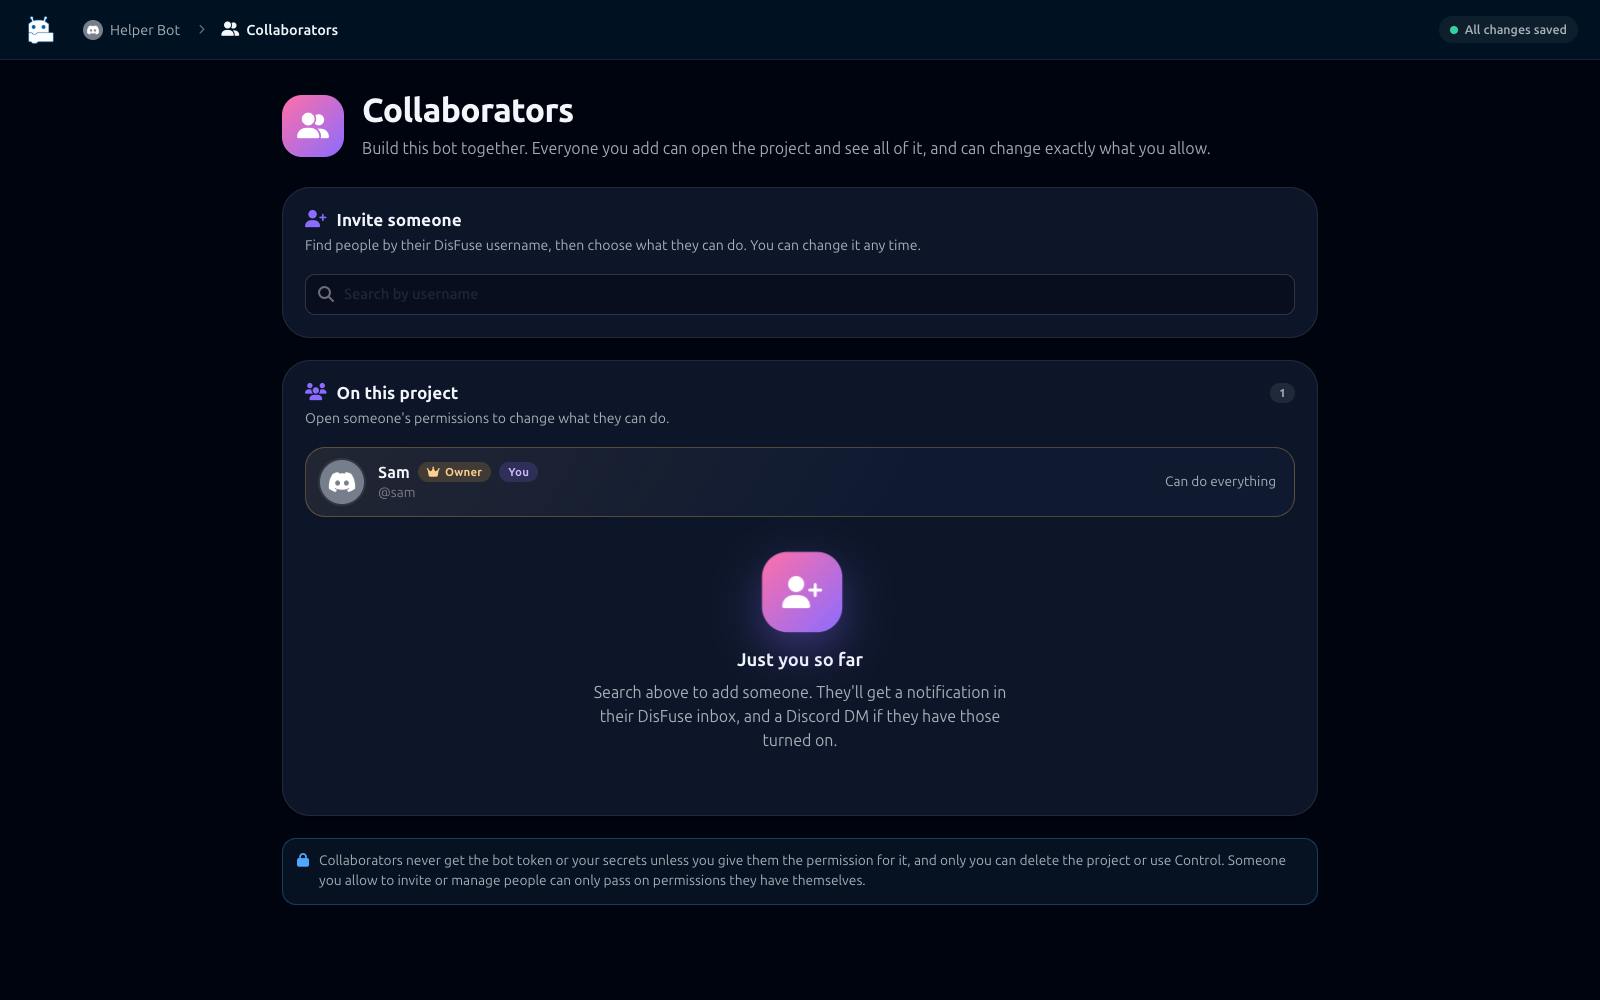 Helper Bot
Collaborators
All changes saved
Collaborators
Build this bot together. Everyone you add can open the project and see all of it, and can change exactly what you allow.
Invite someone
Find people by their DisFuse username, then choose what they can do. You can change it any time.
Search by username
On this project
1
Open someone's permissions to change what they can do.
Sam
Owner
You
@sam
Can do everything
Just you so far
Search above to add someone. They'll get a notification in
their DisFuse inbox, and a Discord DM if they have those
turned on.
Collaborators never get the bot token or your secrets unless you give them the permission for it, and only you can delete the project or use Control. Someone
you allow to invite or manage people can only pass on permissions they have themselves.